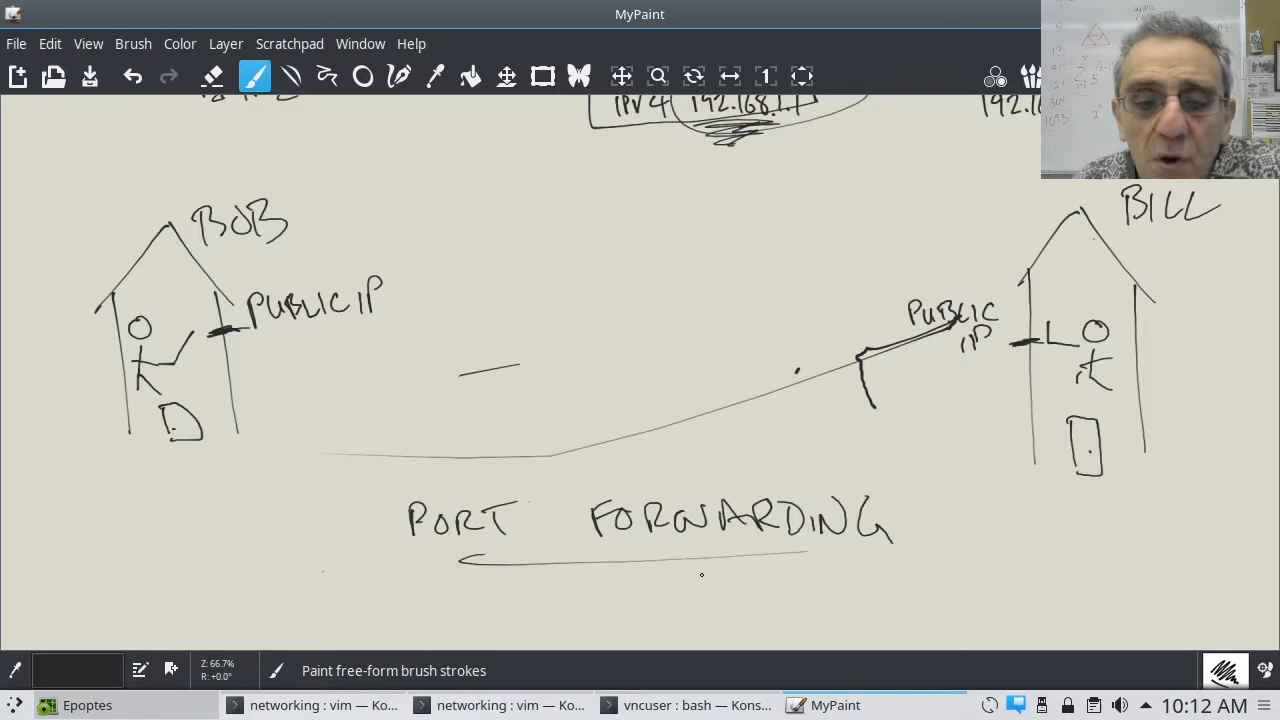 MyPaint
File Edit View Brush Color Layer Scratchpad Window Help
IPV4 192.168.1.1
192.16
BOB
BILL
PUBLIC IP
PUBLIC
IP
PORT FORWARDING
Z: 66.7%
R: +0.0°
Paint free-form brush strokes
Epoptes
networking : vim — Ko...
networking : vim — Ko...
vncuser : bash — Kons...
MyPaint
10:12 AM